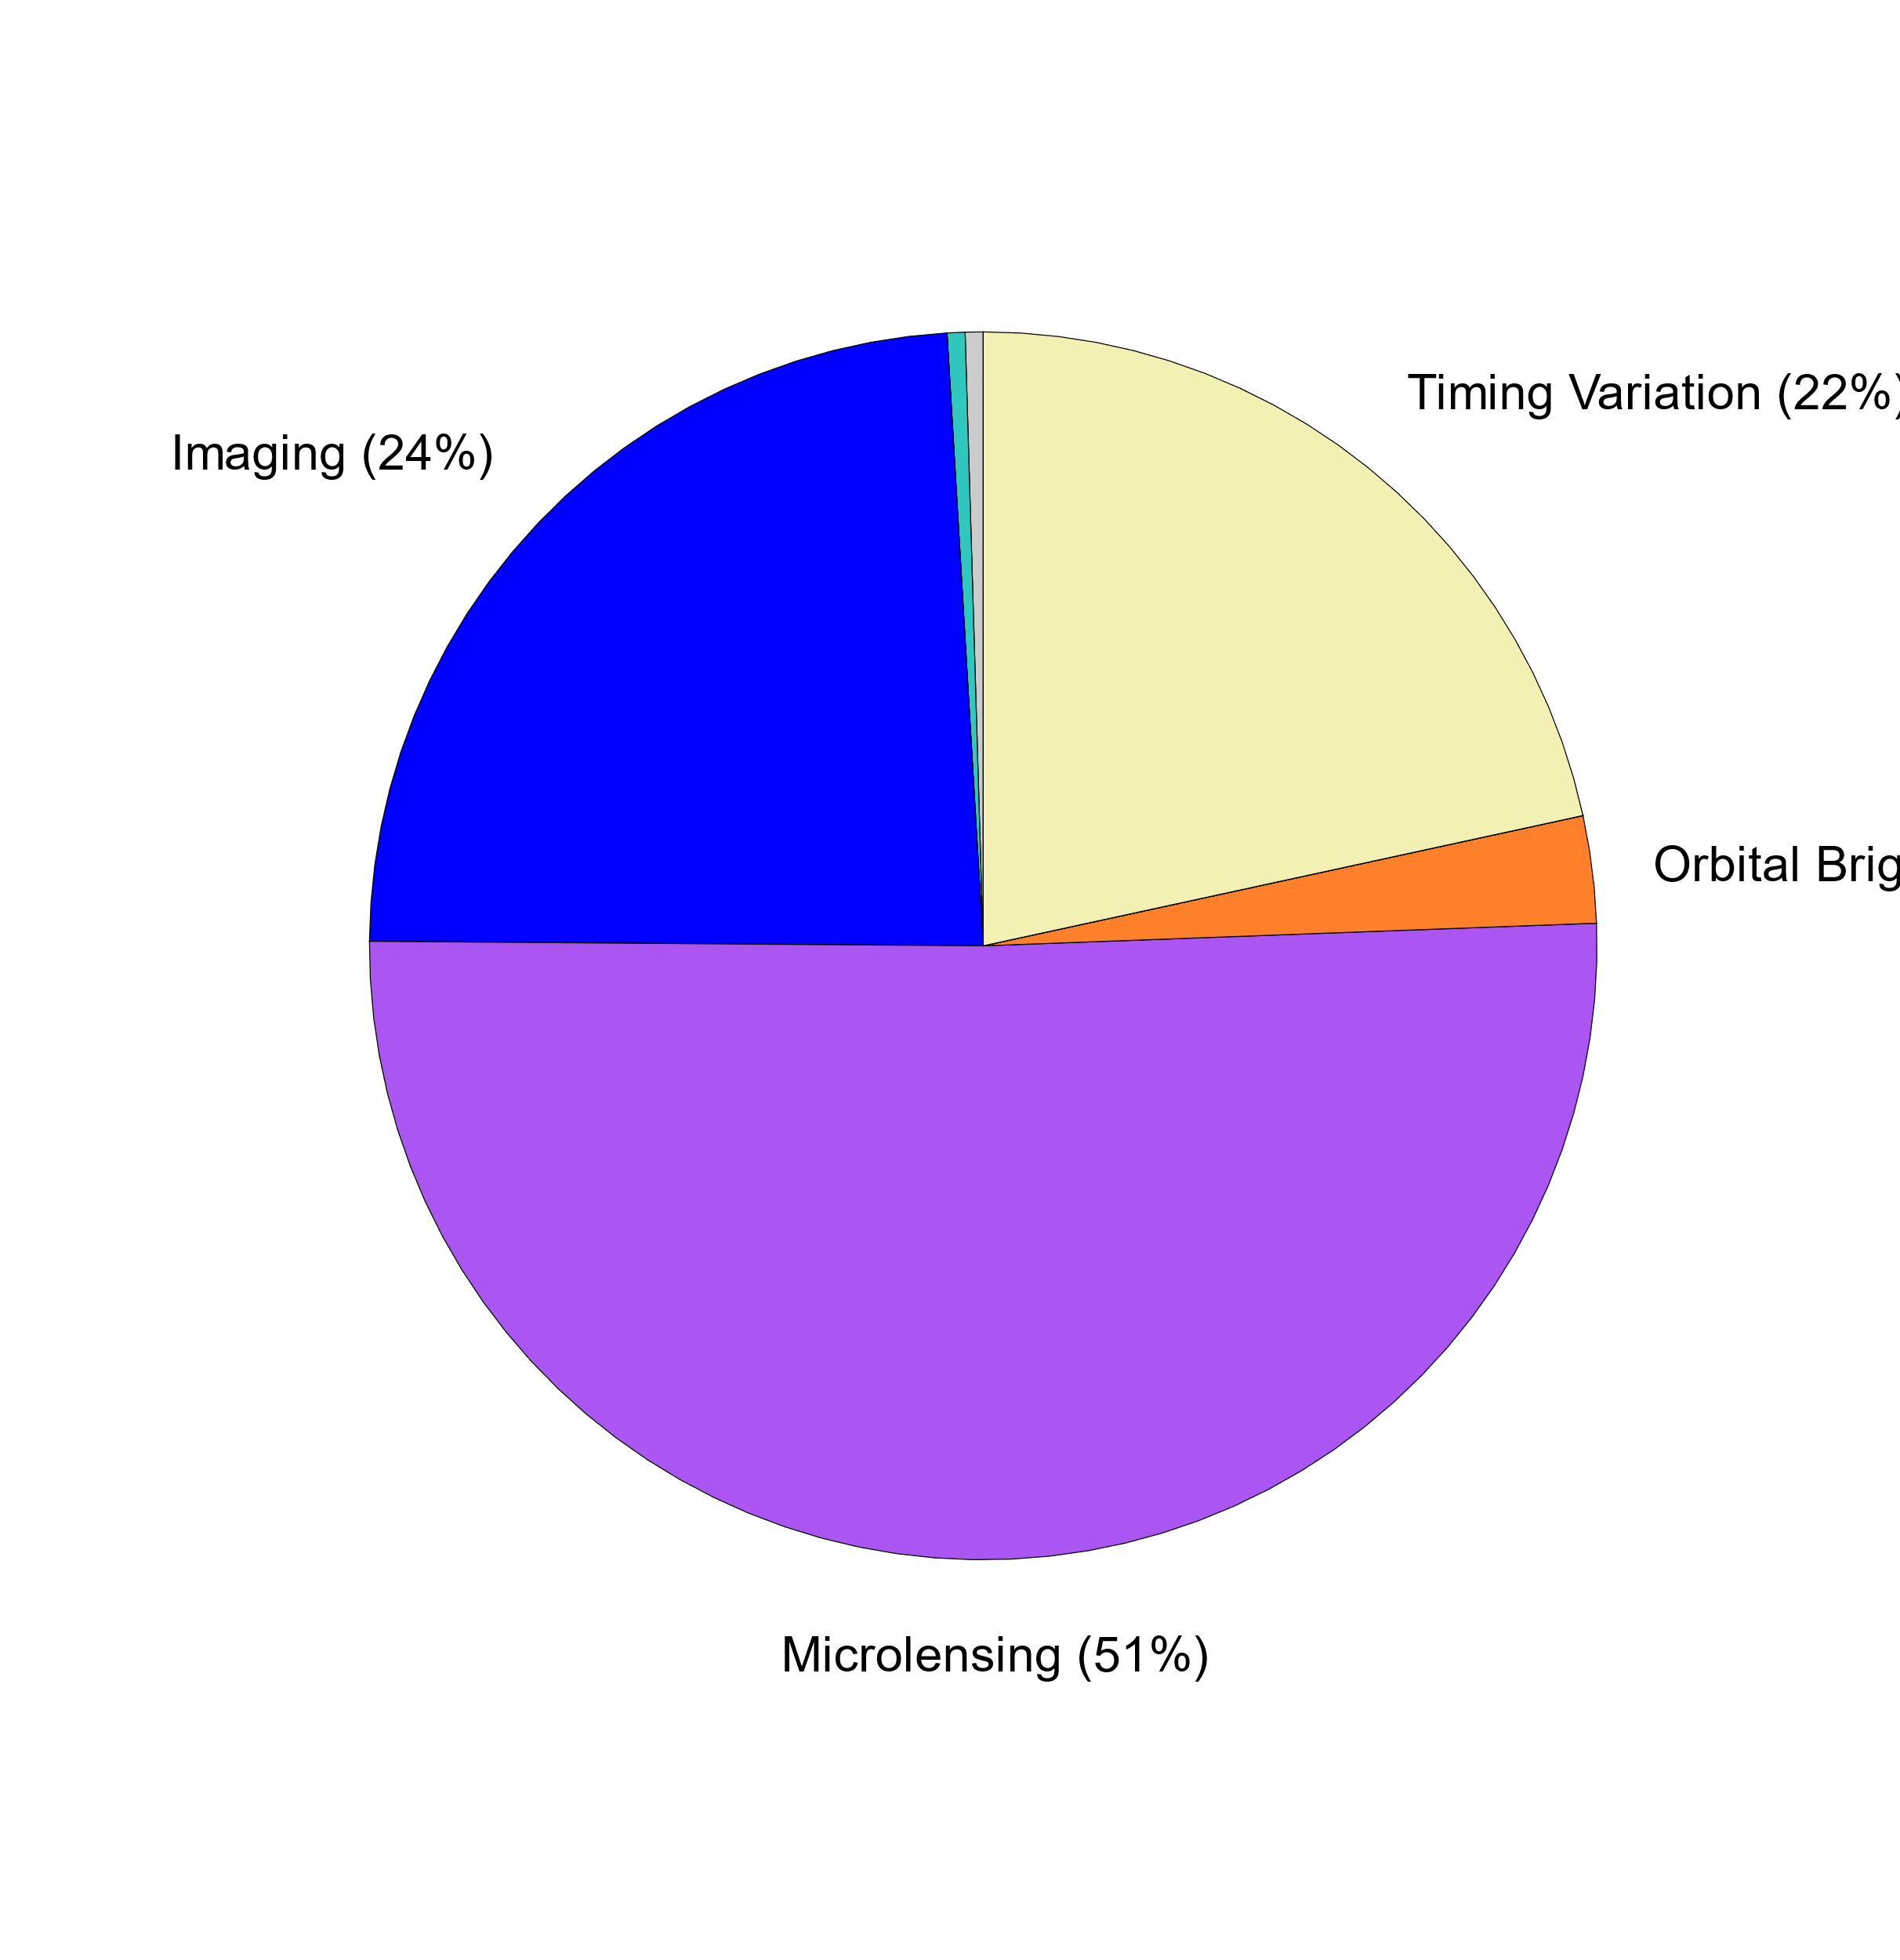 Timing Variation (22%)
Imaging (24%)
Orbital Brig
Microlensing (51%)